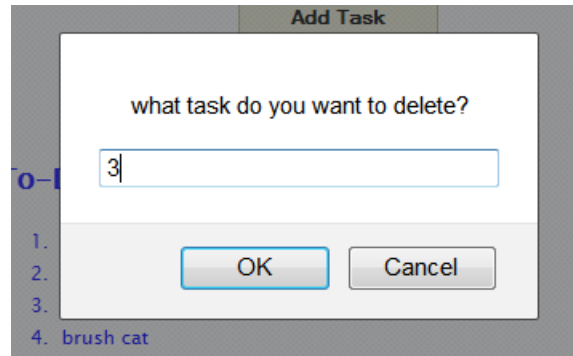 Add Task
what task do you want to delete?
3
To-
1.
2.
3.
4. brush cat
OK
Cancel